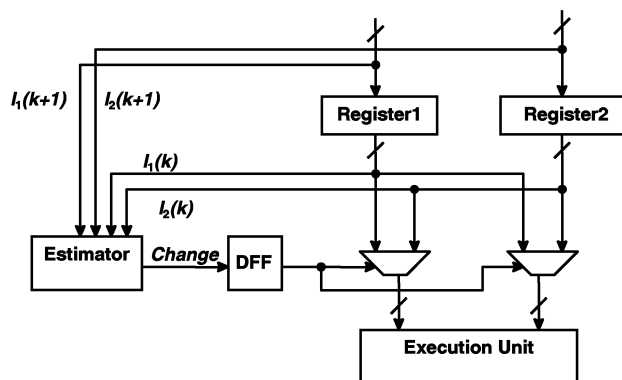 I1(k+1)
I2(k+1)
Register1
Register2
I1(k)
I2(k)
Estimator
Change
DFF
Execution Unit